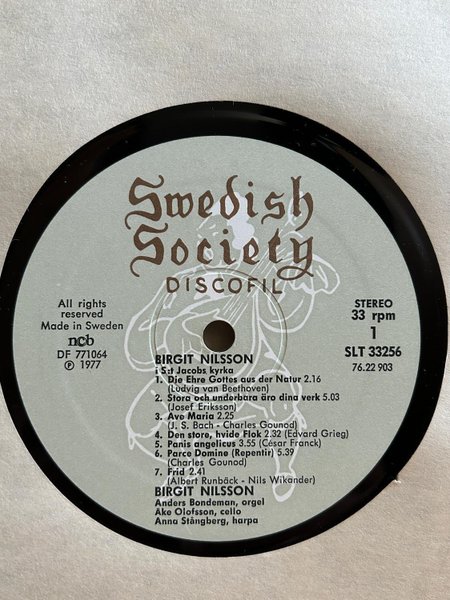 Swedish
Society
DISCOFIL
All rights
reserved
Made in Sweden
ncb
DF 771064
Ⓟ 1977
STEREO
33 rpm
1
SLT 33256
76.22 903
BIRGIT NILSSON
i S:t Jacobs kyrka
1. Die Ehre Gottes aus der Natur 2.16
(Ludvig van Beethoven)
2. Stora och underbara äro dina verk 5.03
(Josef Eriksson)
3. Ave Maria 2.25
(J. S. Bach - Charles Gounod)
4. Den store, hvide Flok 2.32 (Edvard Grieg)
5. Panis angelicus 3.55 (César Franck)
6. Parce Domine (Repentir) 5.39
(Charles Gounod)
7. Frid 2.41
(Albert Runbäck - Nils Wikander)
BIRGIT NILSSON
Anders Bondeman, orgel
Åke Olofsson, cello
Anna Stångberg, harpa